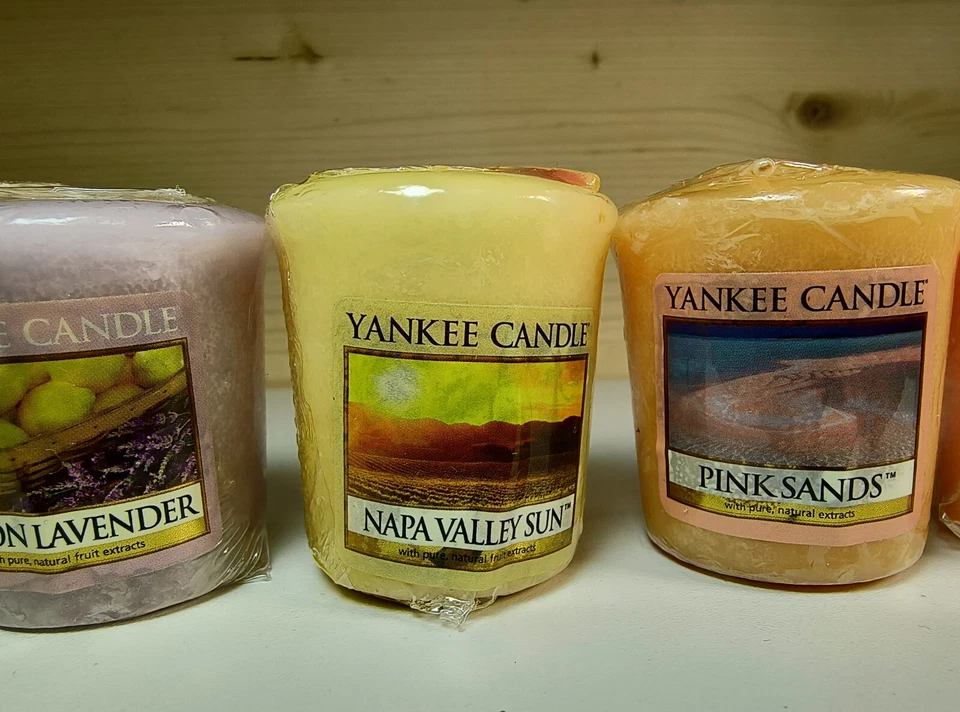 E CANDLE
ON LAVENDER
h pure, natural fruit extracts
YANKEE CANDLE
NAPA VALLEY SUN™
with pure, natural fruit extracts
YANKEE CANDLE®
PINK SANDS™
with pure, natural extracts